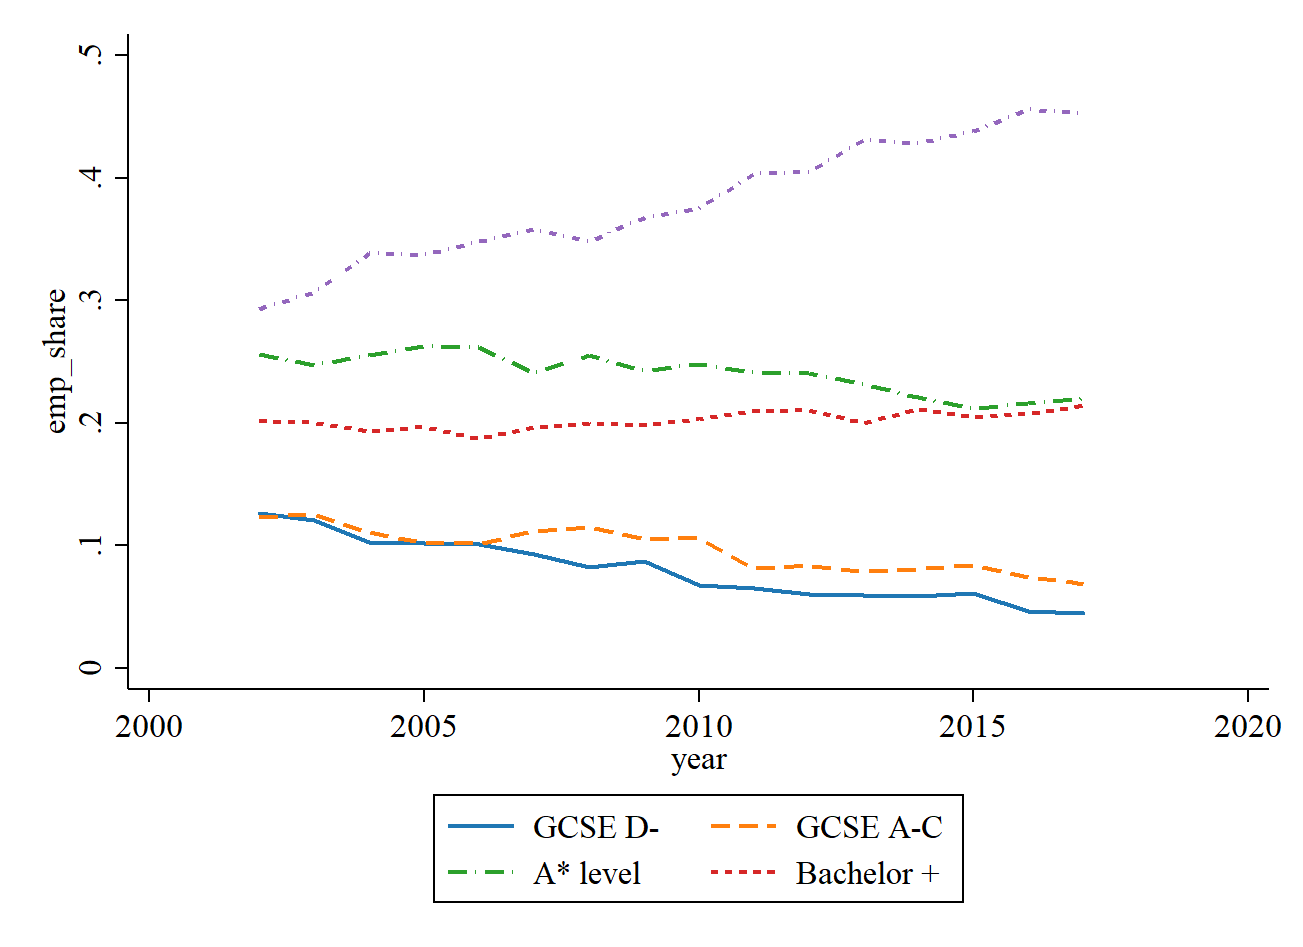 emp_share
.5
.4
.3
.2
.1
0
2000 2005 2010 2015 2020
year
GCSE D- GCSE A-C
A* level Bachelor +